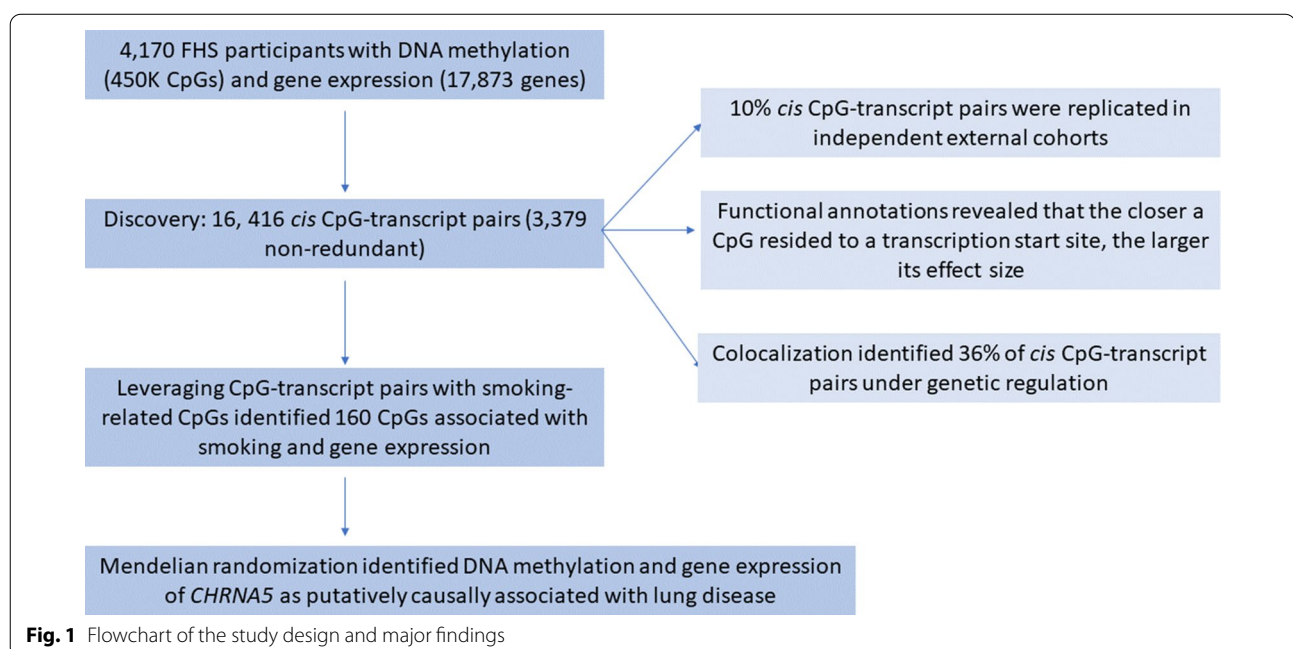 4,170 FHS participants with DNA methylation
(450K CpGs) and gene expression (17,873 genes)
Discovery: 16, 416 cis CpG-transcript pairs (3,379
non-redundant)
Leveraging CpG-transcript pairs with smoking-
related CpGs identified 160 CpGs associated with
smoking and gene expression
Mendelian randomization identified DNA methylation and gene expression
of CHRNA5 as putatively causally associated with lung disease
10% cis CpG-transcript pairs were replicated in
independent external cohorts
Functional annotations revealed that the closer a
CpG resided to a transcription start site, the larger
its effect size
Colocalization identified 36% of cis CpG-transcript
pairs under genetic regulation
Fig. 1 Flowchart of the study design and major findings